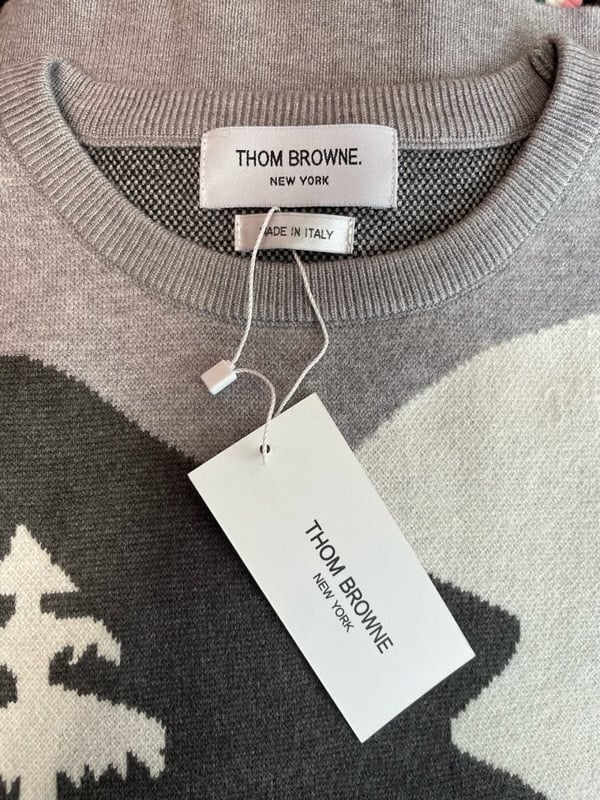 THOM BROWNE.
NEW YORK
MADE IN ITALY
THOM BROWNE
NEW YORK